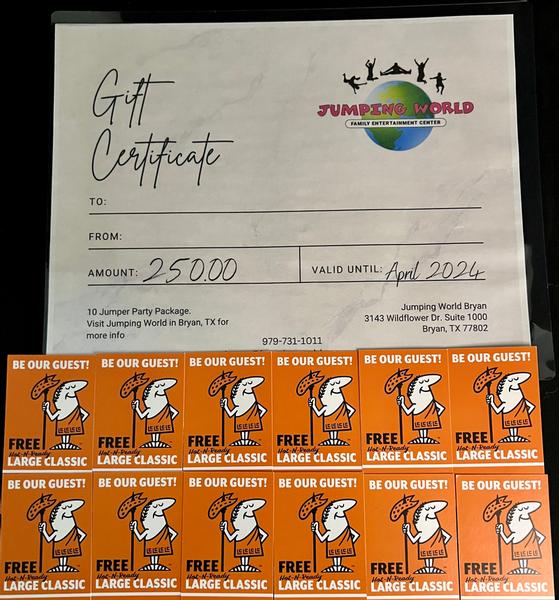 Gift
Certificate
JUMPING WORLD
FAMILY ENTERTAINMENT CENTER
TO:
FROM:
AMOUNT: 250.00
VALID UNTIL: April 2024
10 Jumper Party Package.
Visit Jumping World in Bryan, TX for
more info
979-731-1011
Jumping World Bryan
3143 Wildflower Dr. Suite 1000
Bryan, TX 77802
BE OUR GUEST! BE OUR GUEST! BE OUR GUEST! BE OUR GUEST! BE OUR GUEST! BE OUR GUEST!
FREE FREE FREE FREE FREE FREE
Hot-N-Ready Hot-N-Ready Hot-N-Ready Hot-N-Ready Hot-N-Ready Hot-N-Ready
LARGE CLASSIC LARGE CLASSIC LARGE CLASSIC LARGE CLASSIC LARGE CLASSIC LARGE CLASSIC
BE OUR GUEST! BE OUR GUEST! BE OUR GUEST! BE OUR GUEST! BE OUR GUEST! BE OUR GUEST!
FREE FREE FREE FREE FREE FREE
Hot-N-Ready Hot-N-Ready Hot-N-Ready Hot-N-Ready Hot-N-Ready Hot-N-Ready
LARGE CLASSIC LARGE CLASSIC LARGE CLASSIC LARGE CLASSIC LARGE CLASSIC LARGE CLASSIC